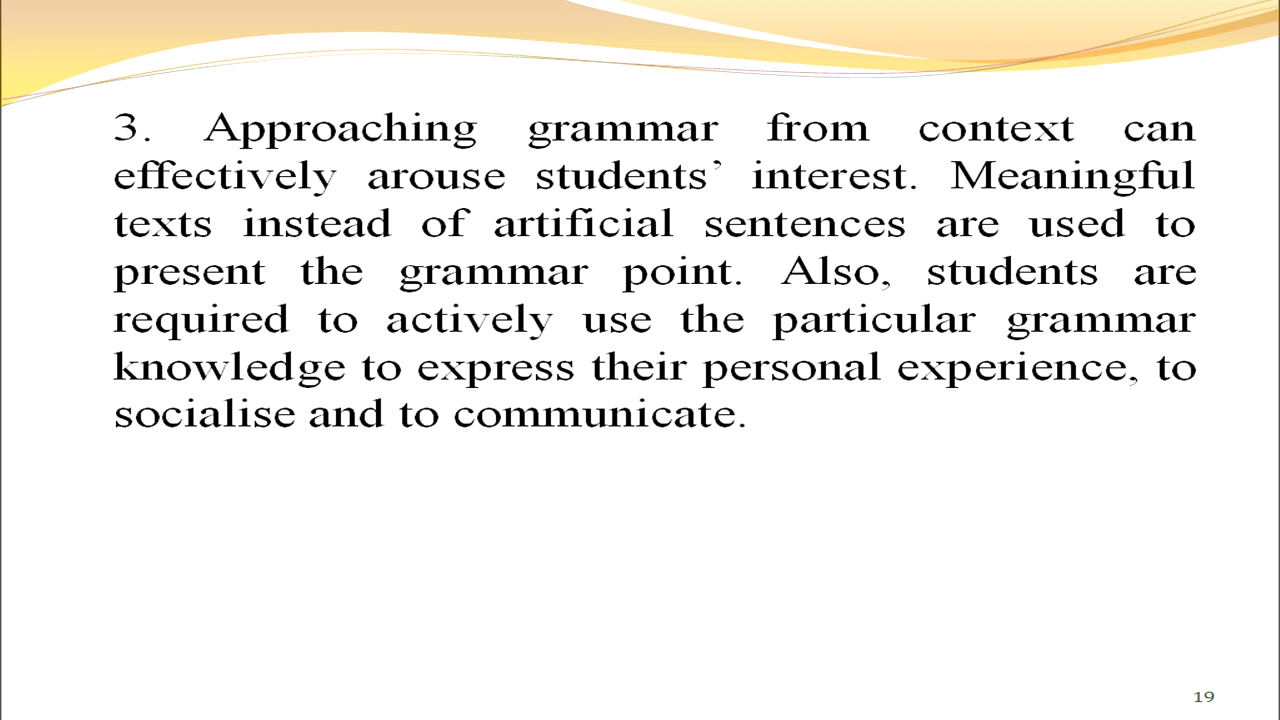 3. Approaching grammar from context can
effectively arouse students’ interest. Meaningful
texts instead of artificial sentences are used to
present the grammar point. Also, students are
required to actively use the particular grammar
knowledge to express their personal experience, to
socialise and to communicate.
19